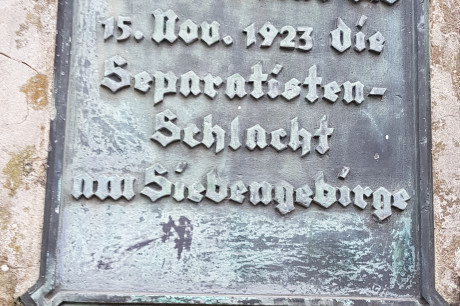 15. Nov. 1923 die
Separatisten-
Schlacht
am Siebengebirge